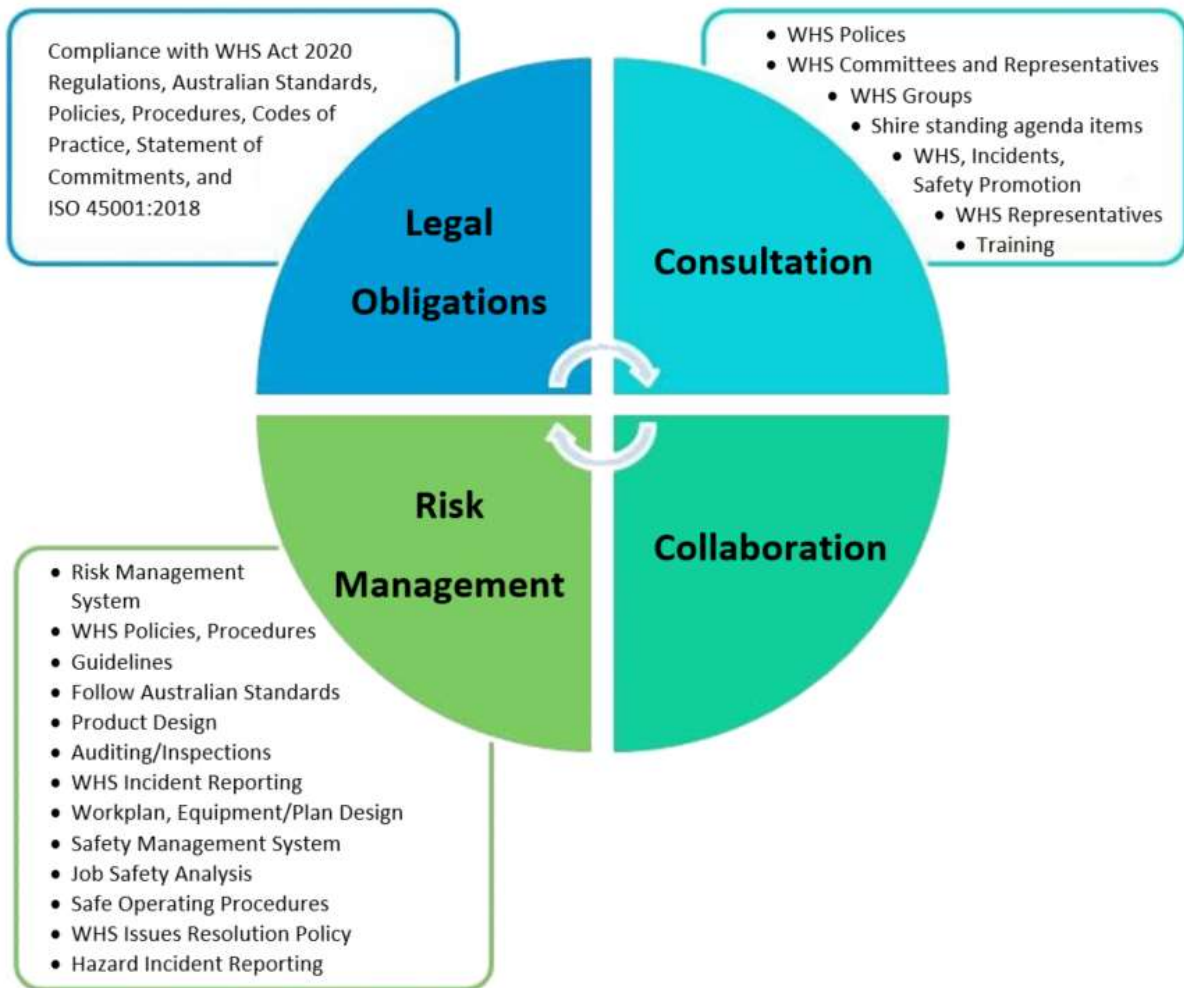 Compliance with WHS Act 2020
Regulations, Australian Standards,
Policies, Procedures, Codes of
Practice, Statement of
Commitments, and
ISO 45001:2018
• WHS Polices
• WHS Committees and Representatives
• WHS Groups
• Shire standing agenda items
• WHS, Incidents,
Safety Promotion
• WHS Representatives
• Training
Legal
Obligations
Consultation
Risk
Management
Collaboration
• Risk Management
System
• WHS Policies, Procedures
• Guidelines
• Follow Australian Standards
• Product Design
• Auditing/Inspections
• WHS Incident Reporting
• Workplan, Equipment/Plan Design
• Safety Management System
• Job Safety Analysis
• Safe Operating Procedures
• WHS Issues Resolution Policy
• Hazard Incident Reporting